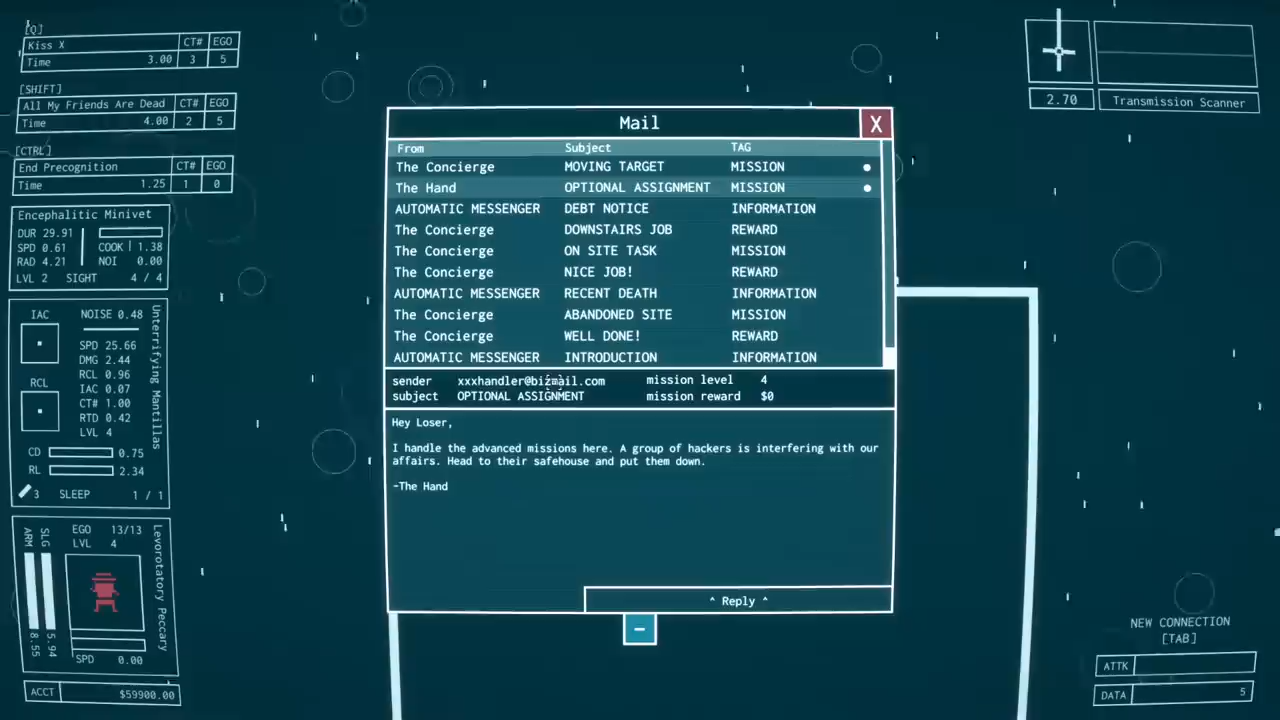 [Q]
Kiss X CT# EGO
Time 3.00 3 5
[SHIFT]
All My Friends Are Dead CT# EGO
Time 4.00 2 5
[CTRL]
End Precognition CT# EGO
Time 1.25 1 0
Encephalitic Minivet
DUR 29.91
SPD 0.61 COOK 1.38
RAD 4.21 NOI 0.00
LVL 2 SIGHT 4 / 4
IAC NOISE 0.48
Unterrifying Mantillas
SPD 25.66
DMG 2.44
RCL 0.96
IAC 0.07
RCL
CT# 1.00
RTD 0.42
LVL 4
CD 0.75
RL 2.34
3 SLEEP 1 / 1
ARM SLG EGO 13/13
LVL 4
Levorotatory Peccary
8.55 5.94
SPD 0.00
ACCT $59900.00
Mail X
From Subject TAG
The Concierge MOVING TARGET MISSION
The Hand OPTIONAL ASSIGNMENT MISSION
AUTOMATIC MESSENGER DEBT NOTICE INFORMATION
The Concierge DOWNSTAIRS JOB REWARD
The Concierge ON SITE TASK MISSION
The Concierge NICE JOB! REWARD
AUTOMATIC MESSENGER RECENT DEATH INFORMATION
The Concierge ABANDONED SITE MISSION
The Concierge WELL DONE! REWARD
AUTOMATIC MESSENGER INTRODUCTION INFORMATION
sender xxxhandler@bizmail.com mission level 4
subject OPTIONAL ASSIGNMENT mission reward $0
Hey Loser,
I handle the advanced missions here. A group of hackers is interfering with our
affairs. Head to their safehouse and put them down.
-The Hand
^ Reply ^
-
2.70 Transmission Scanner
NEW CONNECTION
[TAB]
ATTK
DATA 5